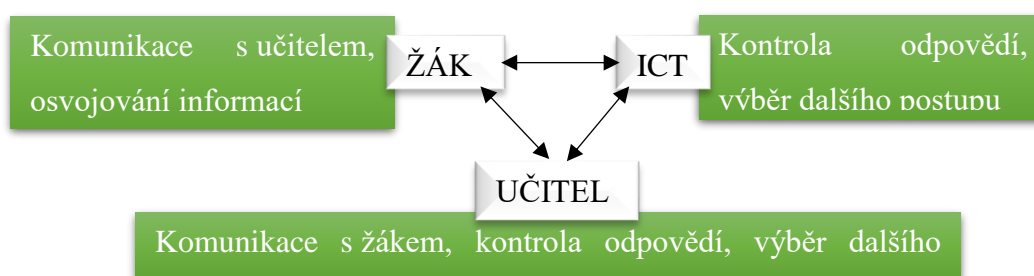 Komunikace s učitelem,
osvojování informací
ŽÁK
ICT
Kontrola odpovědí,
výběr dalšího postupu
UČITEL
Komunikace s žákem, kontrola odpovědí, výběr dalšího